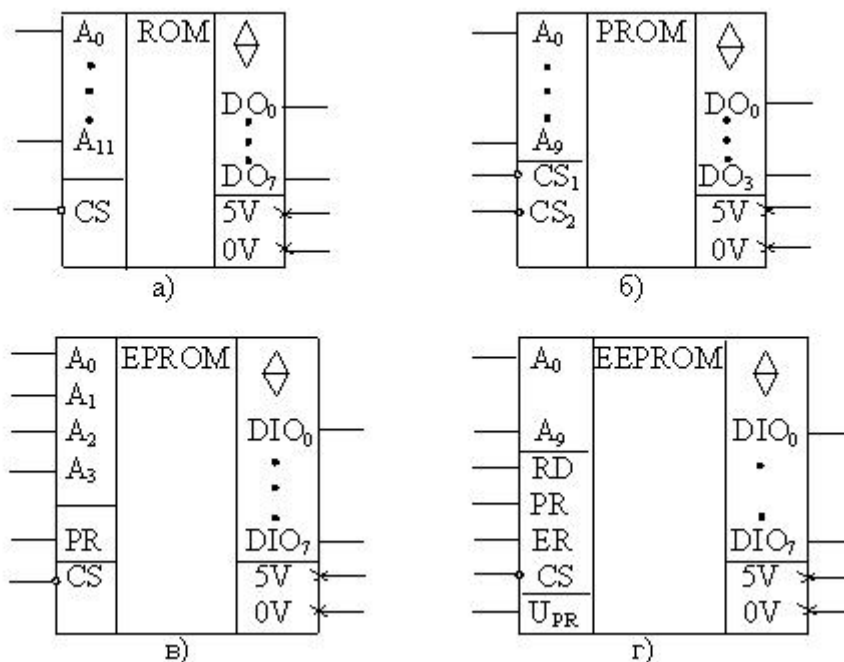 A0 ROM
DO0
A11
DO7
CS 5V
0V
а)
A0 PROM
DO0
A9
CS1 DO3
CS2 5V
0V
б)
A0 EPROM
A1
A2 DIO0
A3
PR DIO7
CS 5V
0V
в)
A0 EEPROM
A9 DIO0
RD
PR
ER DIO7
CS 5V
UPR 0V
г)